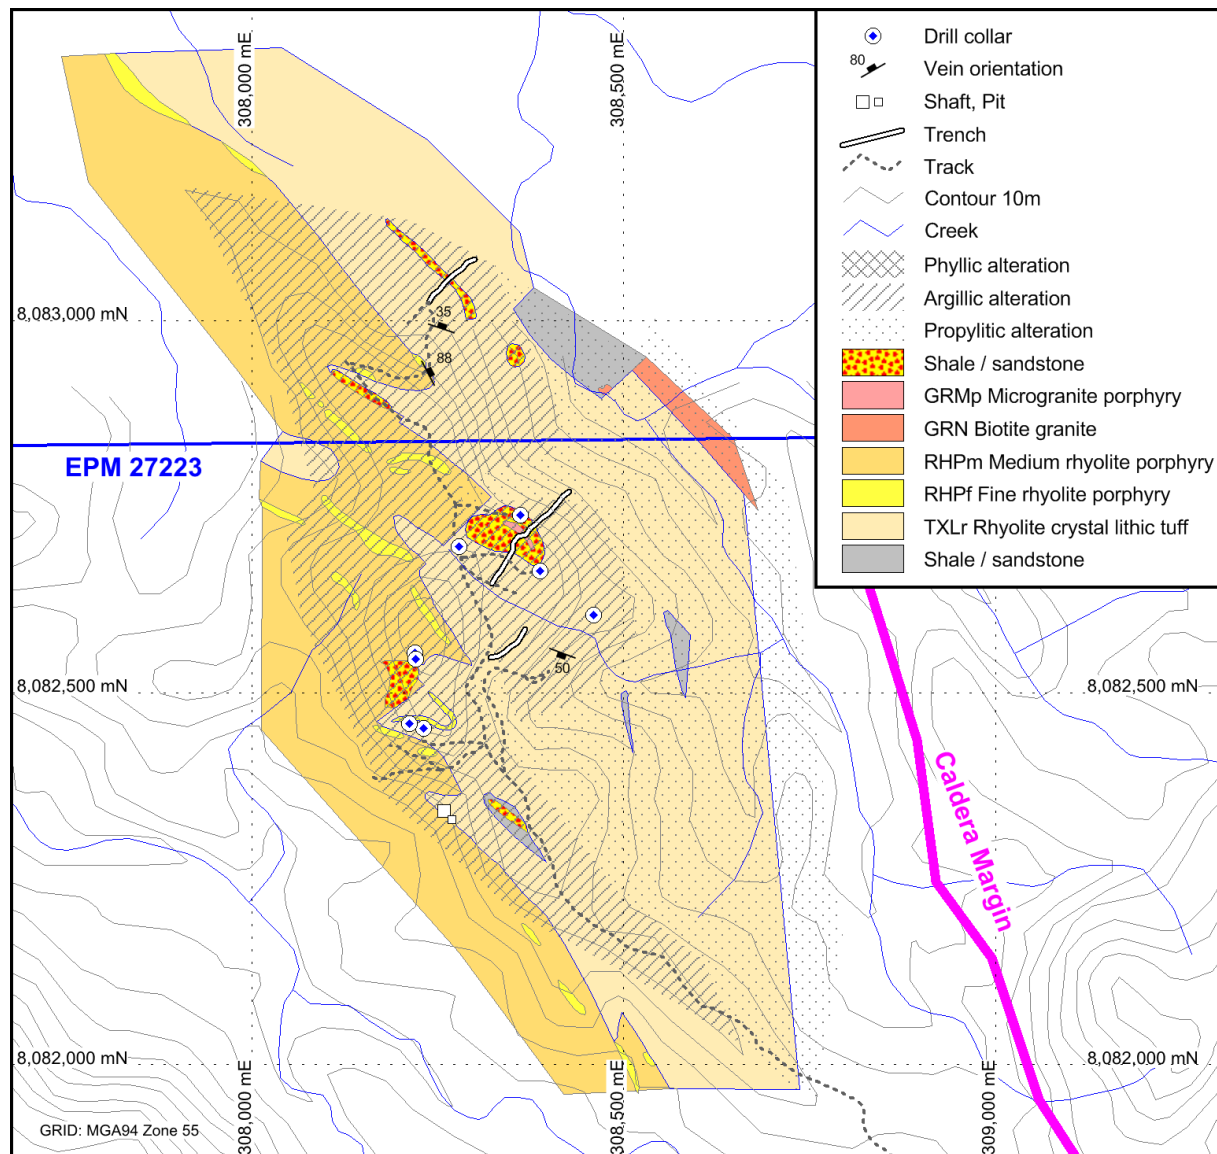 308,000 mE
308,500 mE
Drill collar
80
Vein orientation
Shaft, Pit
Trench
Track
Contour 10m
Creek
Phyllic alteration
Argillic alteration
Propylitic alteration
Shale / sandstone
GRMp Microgranite porphyry
GRN Biotite granite
RHPm Medium rhyolite porphyry
RHPf Fine rhyolite porphyry
TXLr Rhyolite crystal lithic tuff
Shale / sandstone
8,083,000 mN
35
88
EPM 27223
50
8,082,500 mN
8,082,500 mN
Caldera Margin
8,082,000 mN
8,082,000 mN
308,000 mE
308,500 mE
309,000 mE
GRID: MGA94 Zone 55